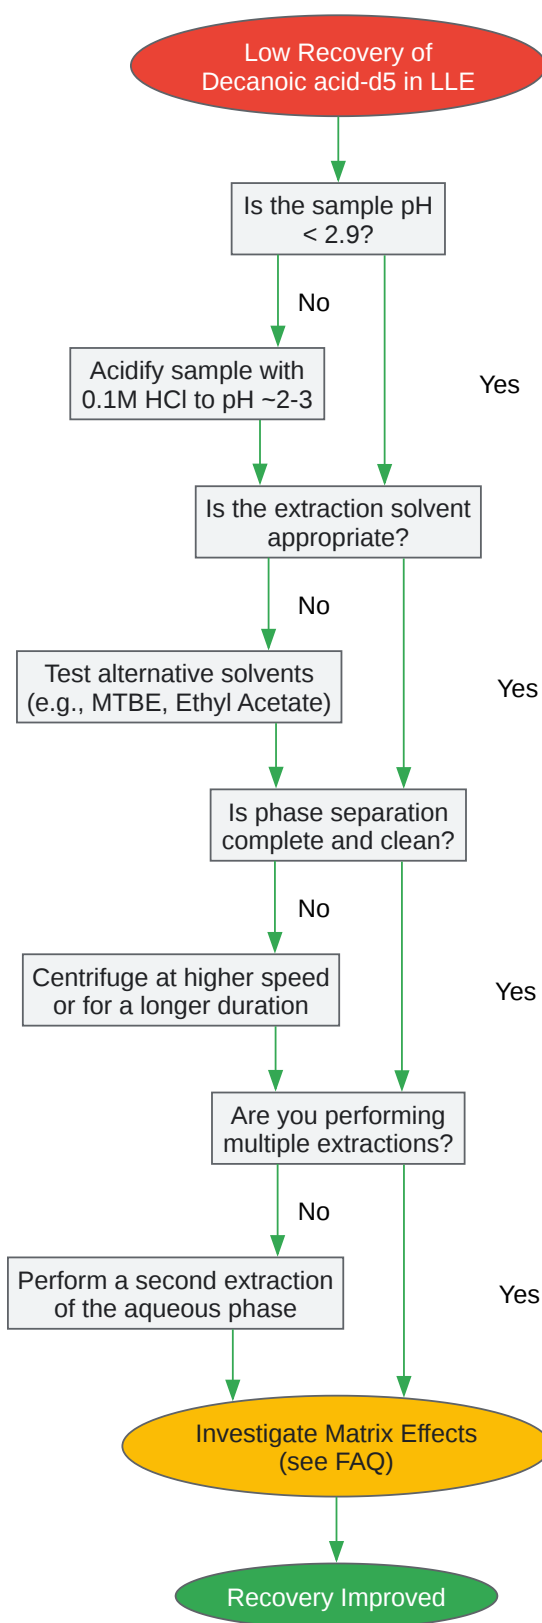 Low Recovery of
Decanoic acid-d5 in LLE
Is the sample pH
< 2.9?
No
Acidify sample with
0.1M HCl to pH ~2-3
Yes
Is the extraction solvent
appropriate?
No
Test alternative solvents
(e.g., MTBE, Ethyl Acetate)
Yes
Is phase separation
complete and clean?
No
Centrifuge at higher speed
or for a longer duration
Yes
Are you performing
multiple extractions?
No
Perform a second extraction
of the aqueous phase
Yes
Investigate Matrix Effects
(see FAQ)
Recovery Improved